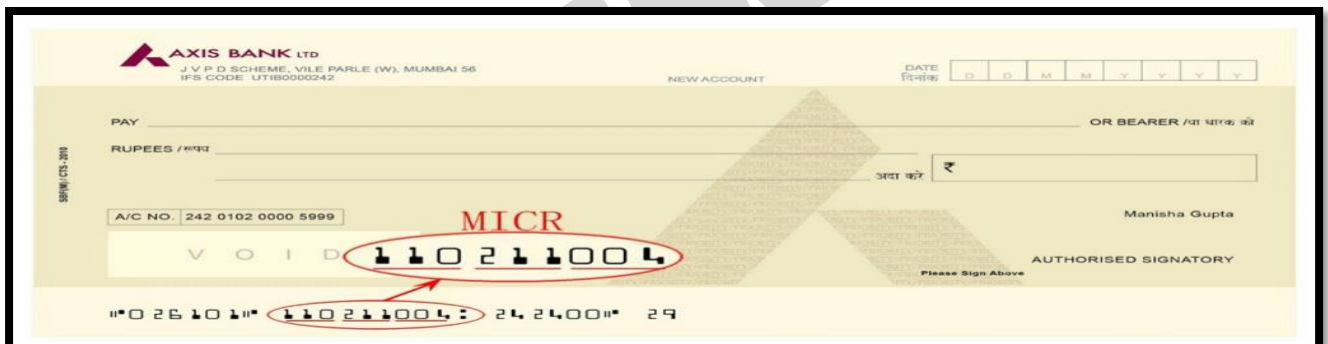 AXIS BANK LTD
J V P D SCHEME, VILE PARLE (W), MUMBAI 56
IFS CODE UTIB0000242
NEW ACCOUNT
DATE
दिनांक
D D M M Y Y Y Y
PAY
OR BEARER /या धारक को
RUPEES / रूपये
अदा करे
₹
SBF(M) / CTS - 2010
A/C NO. 242 0102 0000 5999
MICR
Manisha Gupta
VOID
110211004
AUTHORISED SIGNATORY
Please Sign Above
⑈026101⑈ 110211004⑆ 242400⑈ 29